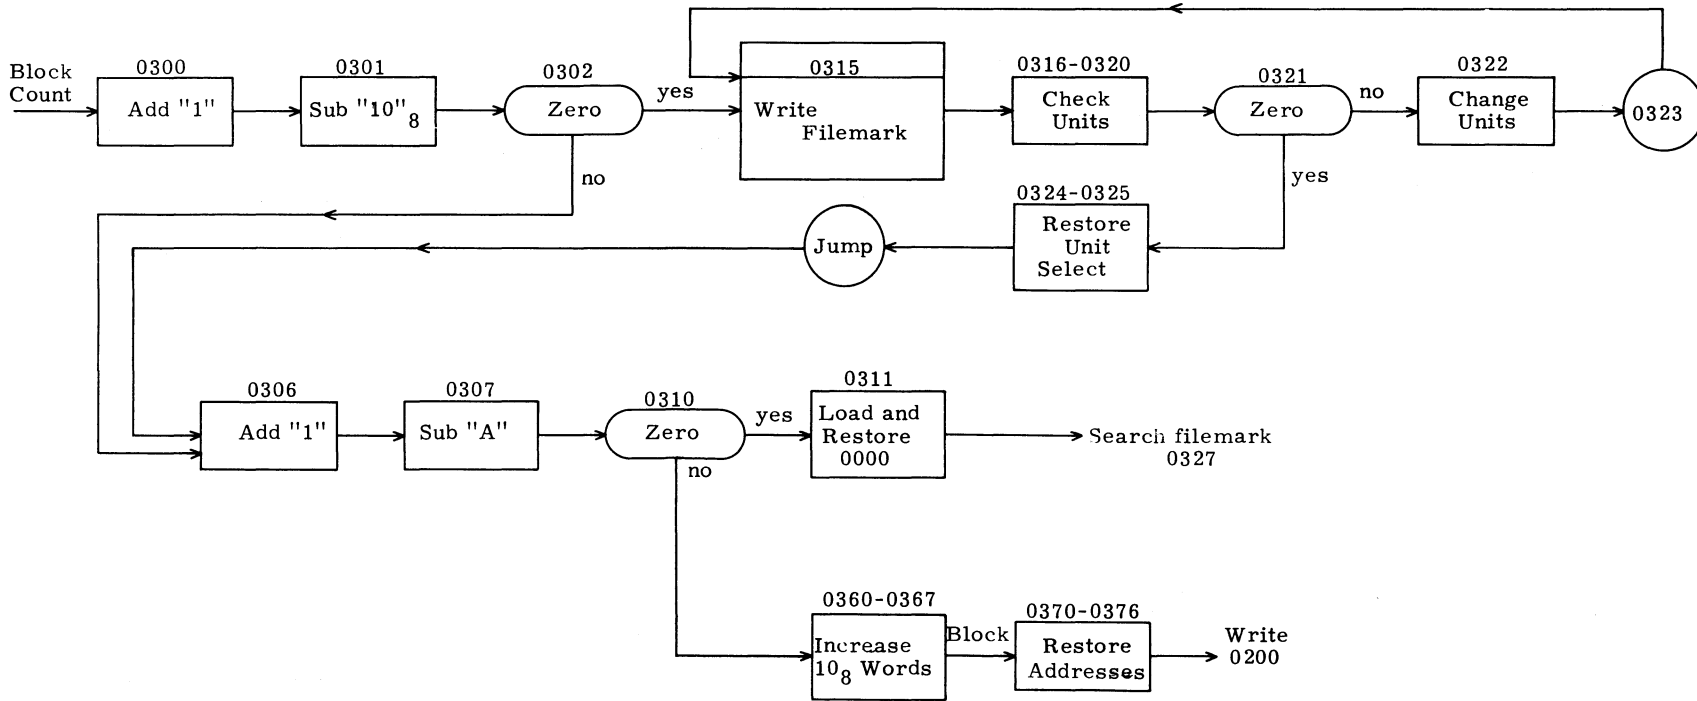 Block
Count
0300
Add "1"
0301
Sub "10"8
0302
Zero
yes
no
0315
Write
Filemark
0316-0320
Check
Units
0321
Zero
no
yes
0322
Change
Units
0323
0324-0325
Restore
Unit
Select
Jump
0306
Add "1"
0307
Sub "A"
0310
Zero
yes
no
0311
Load and
Restore
0000
Search filemark
0327
0360-0367
Increase
108 Words
Block
0370-0376
Restore
Addresses
Write
0200